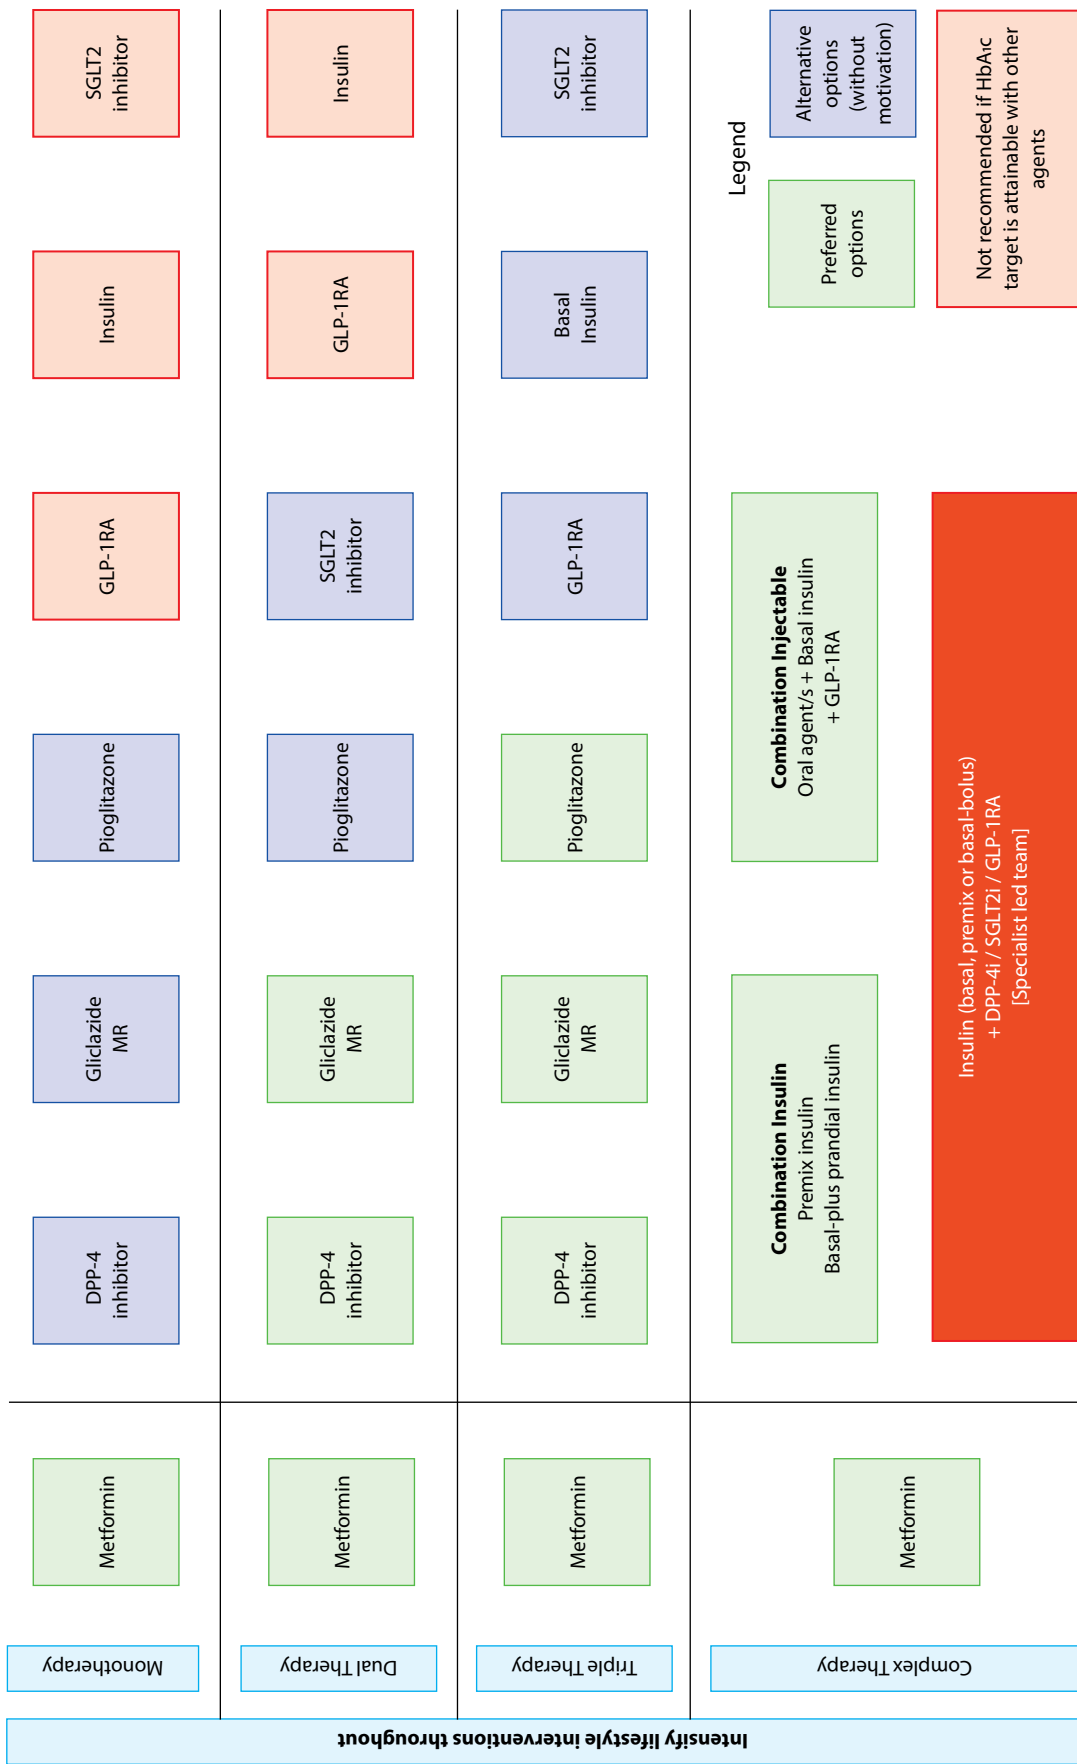 Intensify lifestyle interventions throughout
Monotherapy
Metformin
DPP-4
inhibitor
Gliclazide
MR
Pioglitazone
GLP-1RA
Insulin
SGLT2
inhibitor
Dual Therapy
Metformin
DPP-4
inhibitor
Gliclazide
MR
Pioglitazone
SGLT2
inhibitor
GLP-1RA
Insulin
Triple Therapy
Metformin
DPP-4
inhibitor
Gliclazide
MR
Pioglitazone
GLP-1RA
Basal
Insulin
SGLT2
inhibitor
Complex Therapy
Metformin
Combination Insulin
Premix insulin
Basal-plus prandial insulin
Combination Injectable
Oral agent/s + Basal insulin
+ GLP-1RA
Insulin (basal, premix or basal-bolus)
+ DPP-4i / SGLT2i / GLP-1RA
[Specialist led team]
Legend
Preferred
options
Alternative
options
(without
motivation)
Not recommended if HbA1c
target is attainable with other
agents